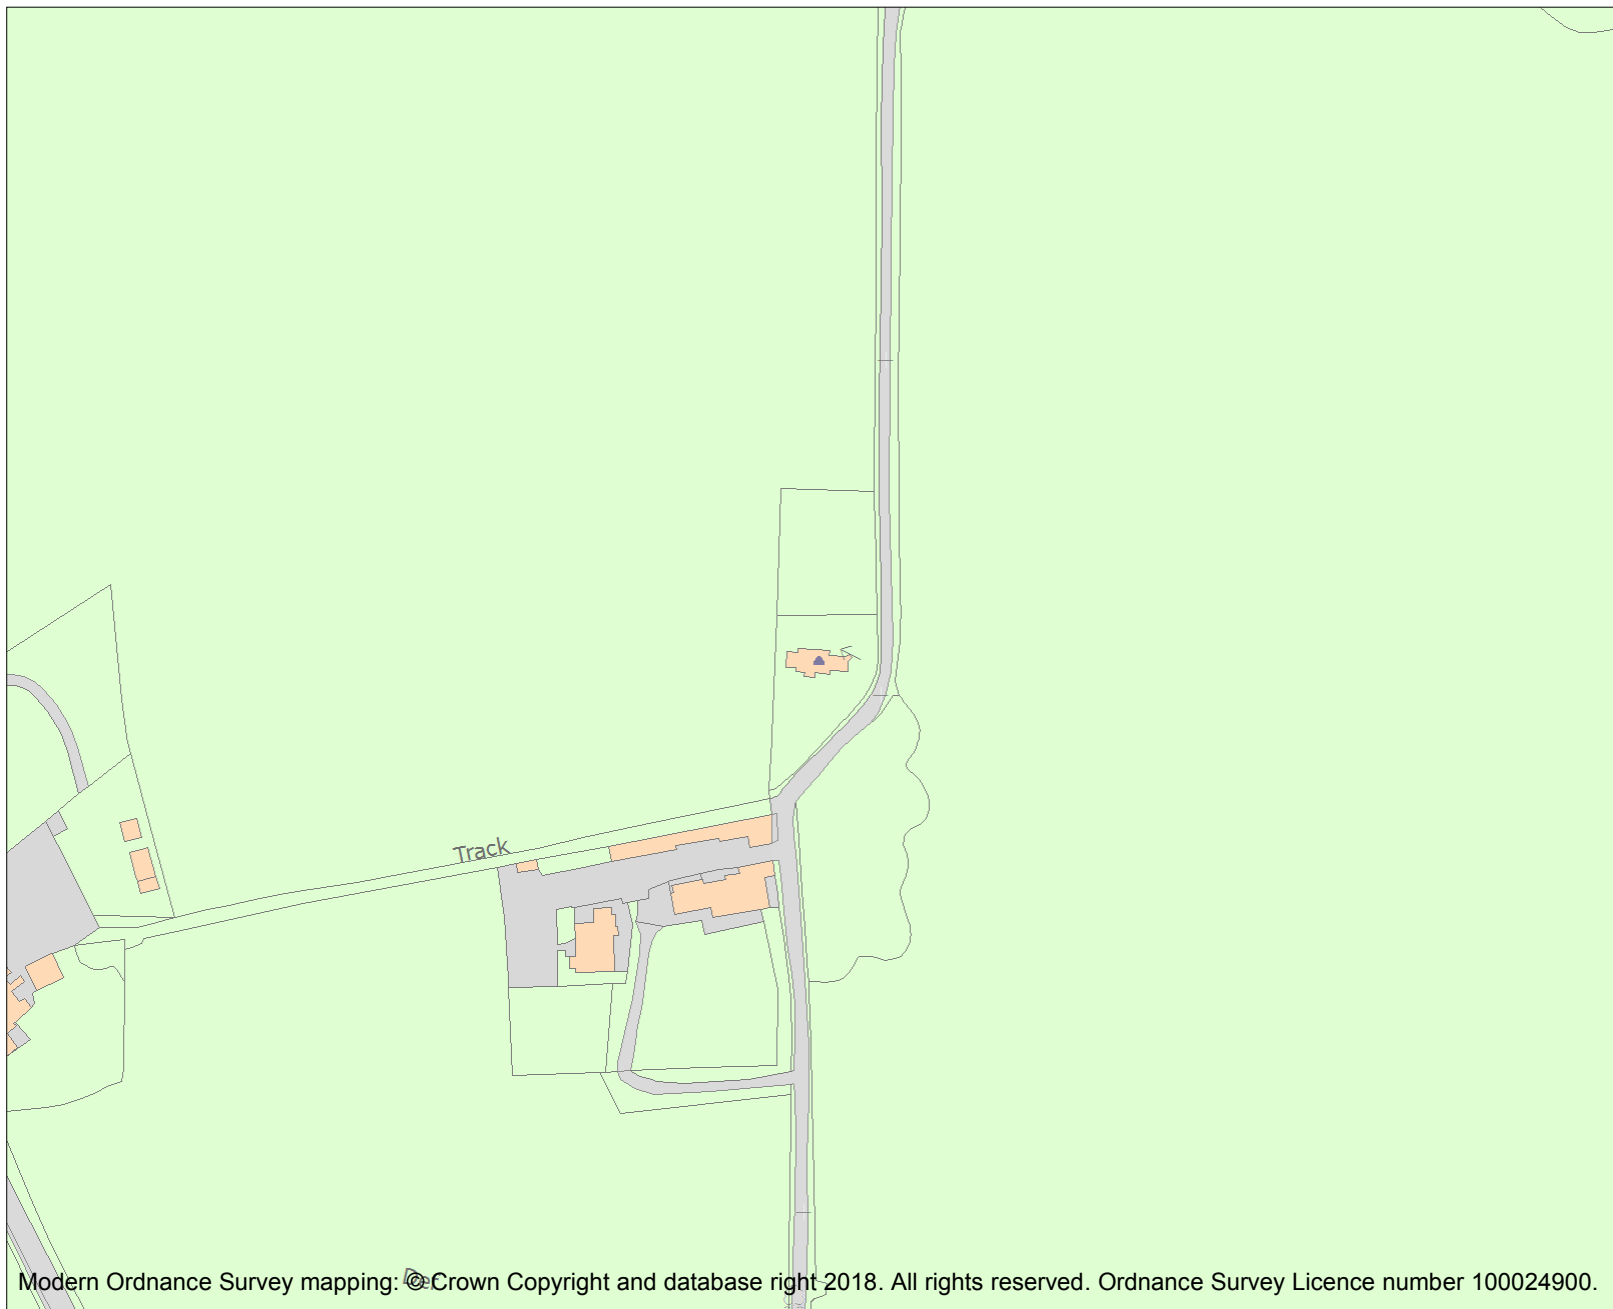 Track
Modern Ordnance Survey mapping: © Crown Copyright and database right 2018. All rights reserved. Ordnance Survey Licence number 100024900.